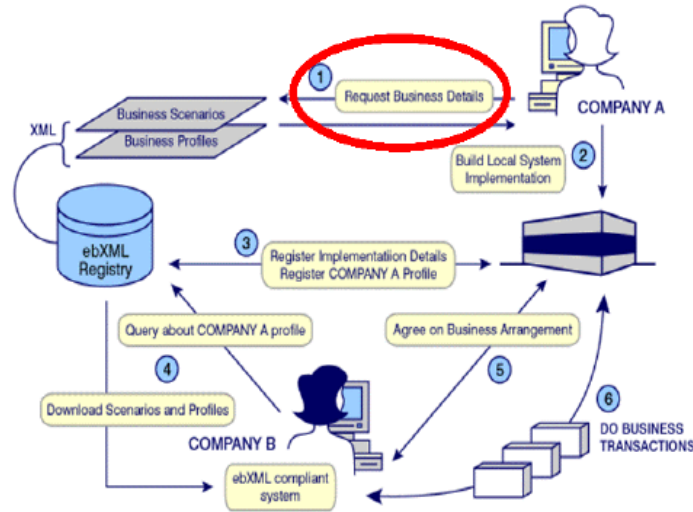 1
Request Business Details
COMPANY A
Business Scenarios
XML
Business Profiles
2
Build Local System
Implementation
3
ebXML
Registry
Register Implementation Details
Register COMPANY A Profile
Query about COMPANY A profile
Agree on Business Arrangement
4
5
Download Scenarios and Profiles
6
DO BUSINESS
TRANSACTIONS
COMPANY B
ebXML compliant
system